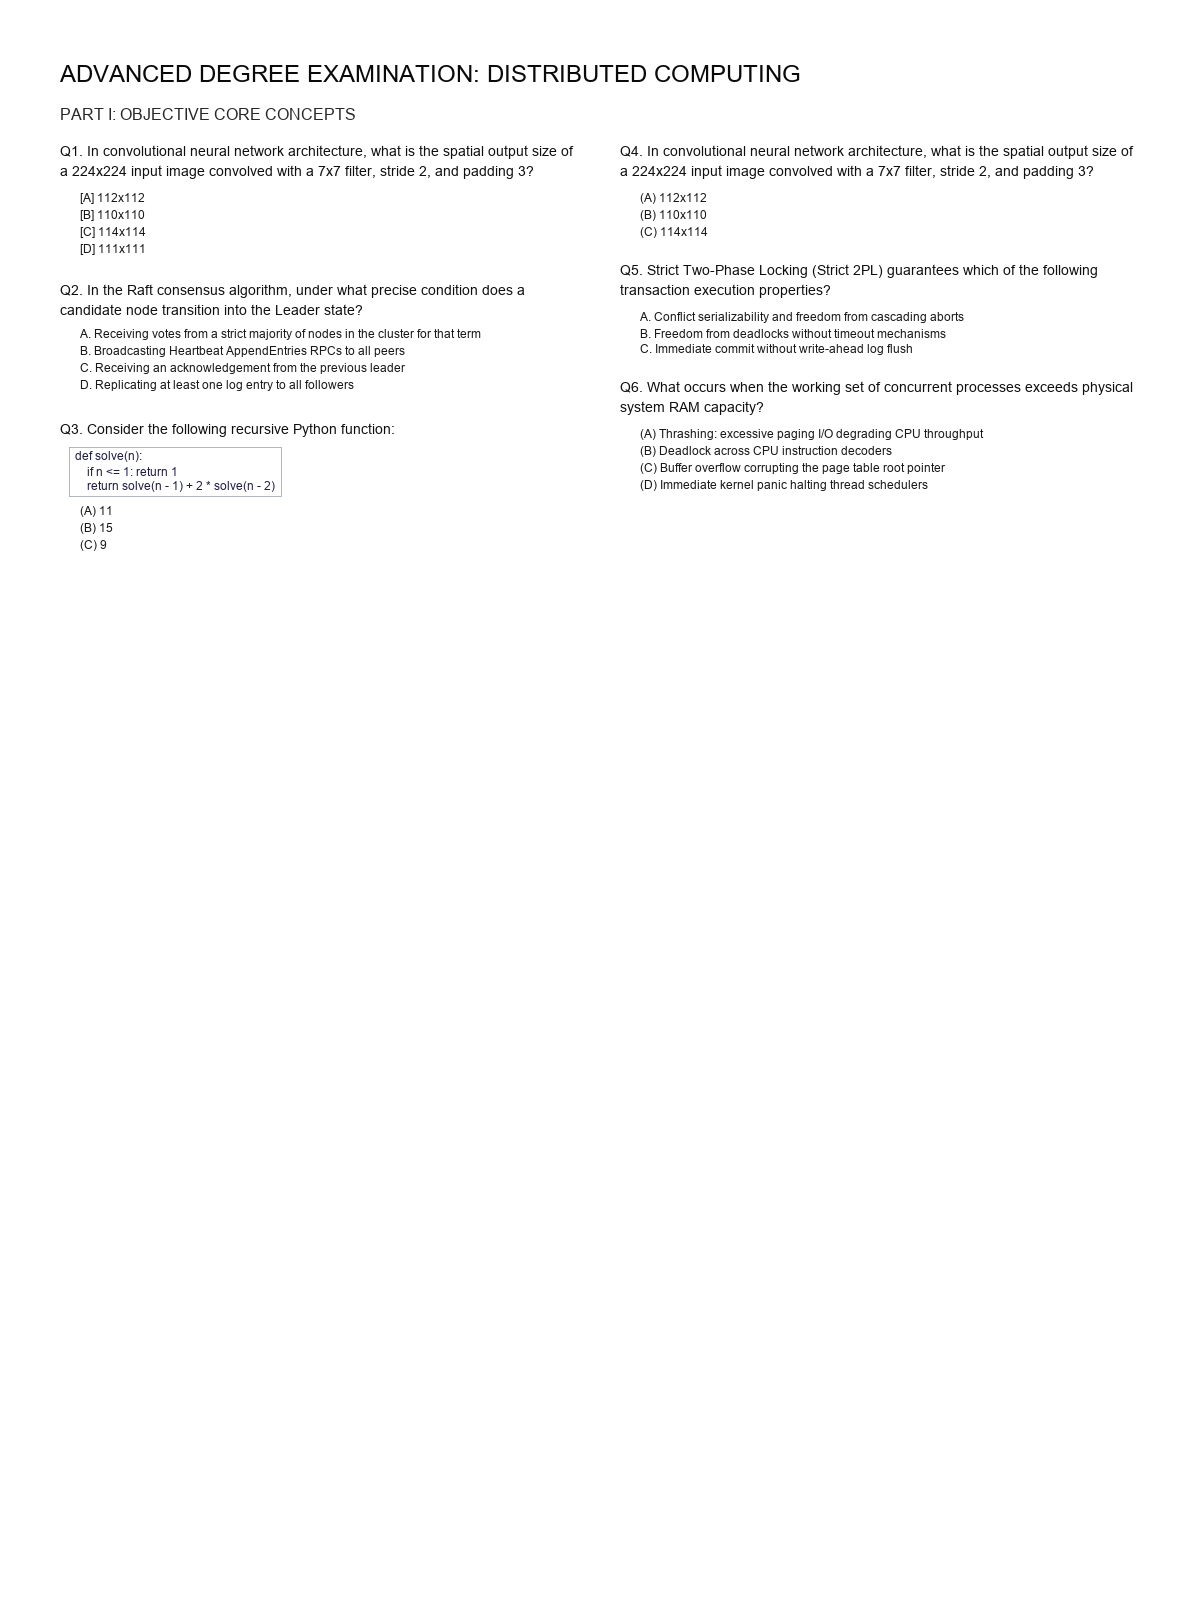 ADVANCED DEGREE EXAMINATION: DISTRIBUTED COMPUTING
PART I: OBJECTIVE CORE CONCEPTS
Q1. In convolutional neural network architecture, what is the spatial output size of
a 224x224 input image convolved with a 7x7 filter, stride 2, and padding 3?
[A] 112x112
[B] 110x110
[C] 114x114
[D] 111x111
Q2. In the Raft consensus algorithm, under what precise condition does a
candidate node transition into the Leader state?
A. Receiving votes from a strict majority of nodes in the cluster for that term
B. Broadcasting Heartbeat AppendEntries RPCs to all peers
C. Receiving an acknowledgement from the previous leader
D. Replicating at least one log entry to all followers
Q3. Consider the following recursive Python function:
def solve(n):
    if n <= 1: return 1
    return solve(n - 1) + 2 * solve(n - 2)
(A) 11
(B) 15
(C) 9
Q4. In convolutional neural network architecture, what is the spatial output size of
a 224x224 input image convolved with a 7x7 filter, stride 2, and padding 3?
(A) 112x112
(B) 110x110
(C) 114x114
Q5. Strict Two-Phase Locking (Strict 2PL) guarantees which of the following
transaction execution properties?
A. Conflict serializability and freedom from cascading aborts
B. Freedom from deadlocks without timeout mechanisms
C. Immediate commit without write-ahead log flush
Q6. What occurs when the working set of concurrent processes exceeds physical
system RAM capacity?
(A) Thrashing: excessive paging I/O degrading CPU throughput
(B) Deadlock across CPU instruction decoders
(C) Buffer overflow corrupting the page table root pointer
(D) Immediate kernel panic halting thread schedulers